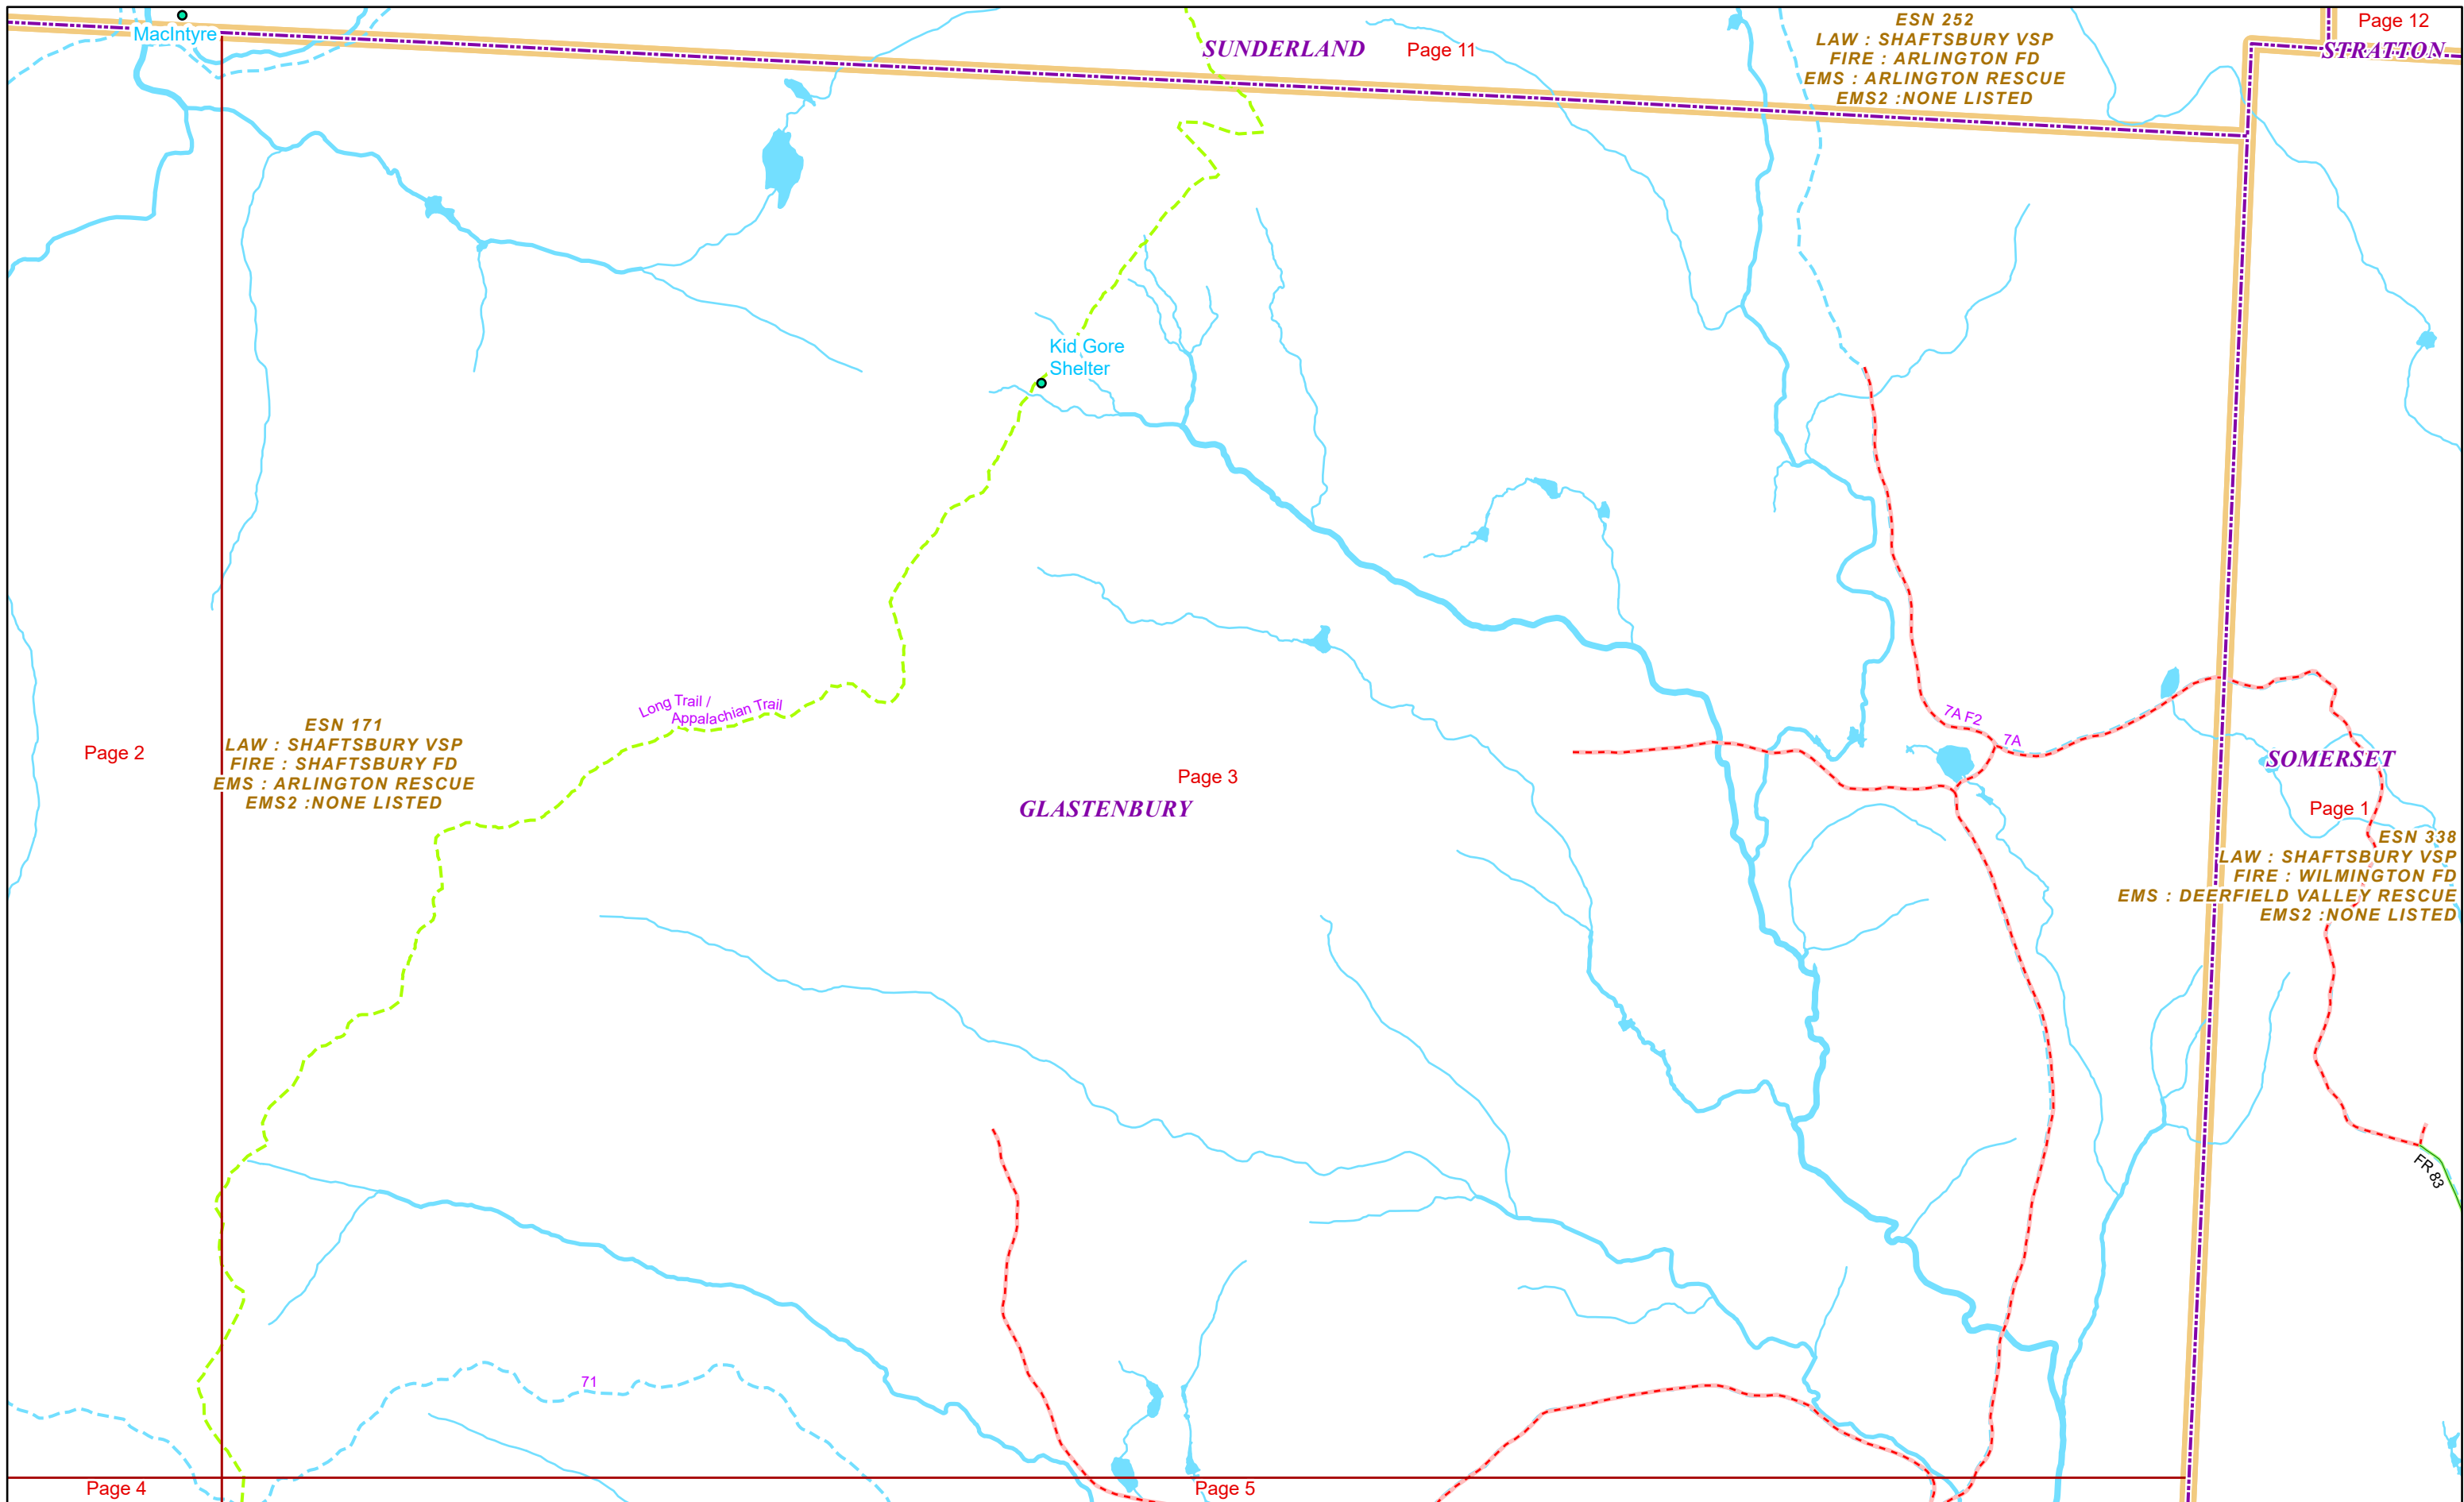 MacIntyre
SUNDERLAND
Page 11
ESN 252
LAW : SHAFTSBURY VSP
FIRE : ARLINGTON FD
EMS : ARLINGTON RESCUE
EMS2 :NONE LISTED
Page 12
STRATTON
Kid Gore
Shelter
Long Trail /
Appalachian Trail
ESN 171
LAW : SHAFTSBURY VSP
FIRE : SHAFTSBURY FD
EMS : ARLINGTON RESCUE
EMS2 :NONE LISTED
Page 2
Page 3
GLASTENBURY
7A F2
7A
SOMERSET
Page 1
ESN 338
LAW : SHAFTSBURY VSP
FIRE : WILMINGTON FD
EMS : DEERFIELD VALLEY RESCUE
EMS2 :NONE LISTED
FR 83
71
Page 4
Page 5